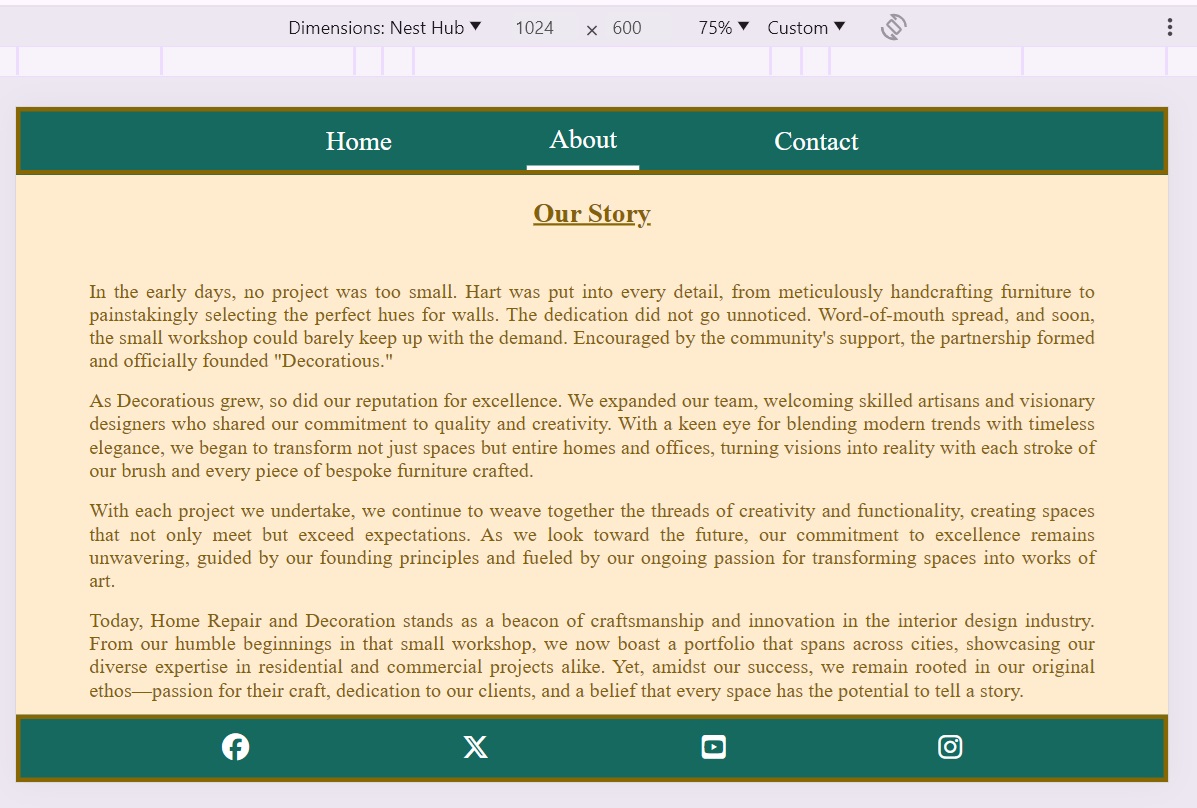 Dimensions: Nest Hub ▼ 1024 × 600 75% ▼ Custom ▼
Home About Contact
Our Story
In the early days, no project was too small. Hart was put into every detail, from meticulously handcrafting furniture to
painstakingly selecting the perfect hues for walls. The dedication did not go unnoticed. Word-of-mouth spread, and soon,
the small workshop could barely keep up with the demand. Encouraged by the community's support, the partnership formed
and officially founded "Decoratious."
As Decoratious grew, so did our reputation for excellence. We expanded our team, welcoming skilled artisans and visionary
designers who shared our commitment to quality and creativity. With a keen eye for blending modern trends with timeless
elegance, we began to transform not just spaces but entire homes and offices, turning visions into reality with each stroke of
our brush and every piece of bespoke furniture crafted.
With each project we undertake, we continue to weave together the threads of creativity and functionality, creating spaces
that not only meet but exceed expectations. As we look toward the future, our commitment to excellence remains
unwavering, guided by our founding principles and fueled by our ongoing passion for transforming spaces into works of
art.
Today, Home Repair and Decoration stands as a beacon of craftsmanship and innovation in the interior design industry.
From our humble beginnings in that small workshop, we now boast a portfolio that spans across cities, showcasing our
diverse expertise in residential and commercial projects alike. Yet, amidst our success, we remain rooted in our original
ethos—passion for their craft, dedication to our clients, and a belief that every space has the potential to tell a story.